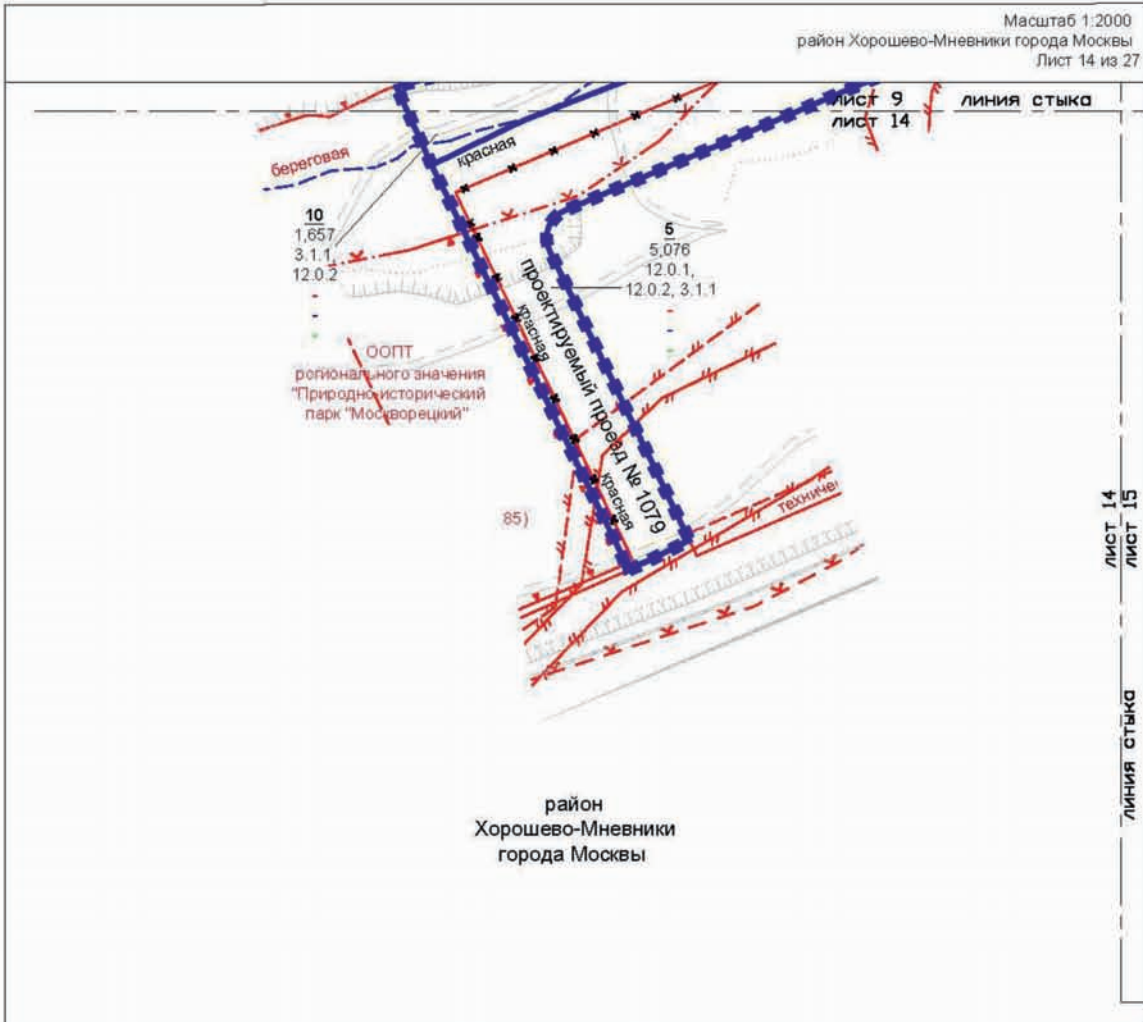 Масштаб 1:2000
район Хорошево-Мневники города Москвы
Лист 14 из 27
лист 9
линия стыка
лист 14
береговая
красная
10
1,657
3.1.1,
12.0.2
5
5,076
12.0.1,
12.0.2, 3.1.1
проектируемый проезд № 1079
красная
красная
ООПТ
рогионального значения
"Природно-исторический
парк "Москворецкий"
85)
техниче
лист 14
лист 15
линия стыка
район
Хорошево-Мневники
города Москвы